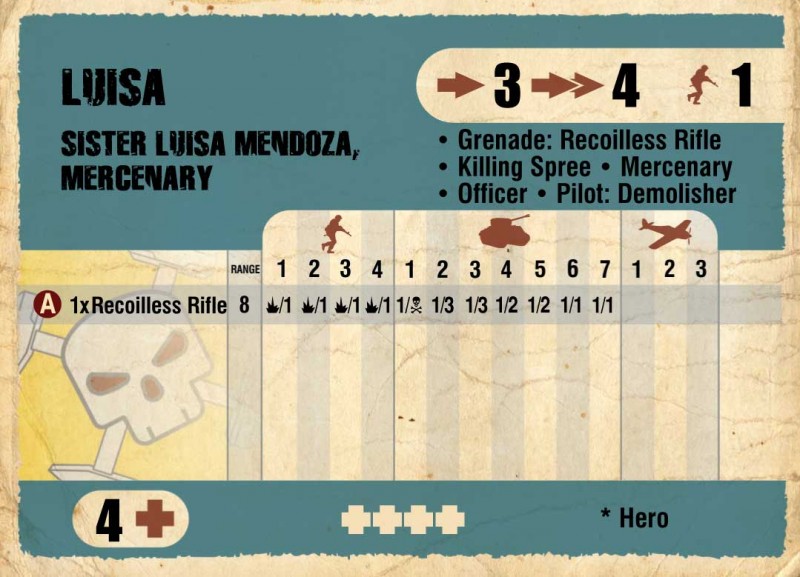 LUISA
SISTER LUISA MENDOZA,
MERCENARY
3 4 1
• Grenade: Recoilless Rifle
• Killing Spree • Mercenary
• Officer • Pilot: Demolisher
RANGE 1 2 3 4 1 2 3 4 5 6 7 1 2 3
A 1xRecoilless Rifle 8 /1 /1 /1 /1 1/ 1/3 1/3 1/2 1/2 1/1 1/1
4
* Hero